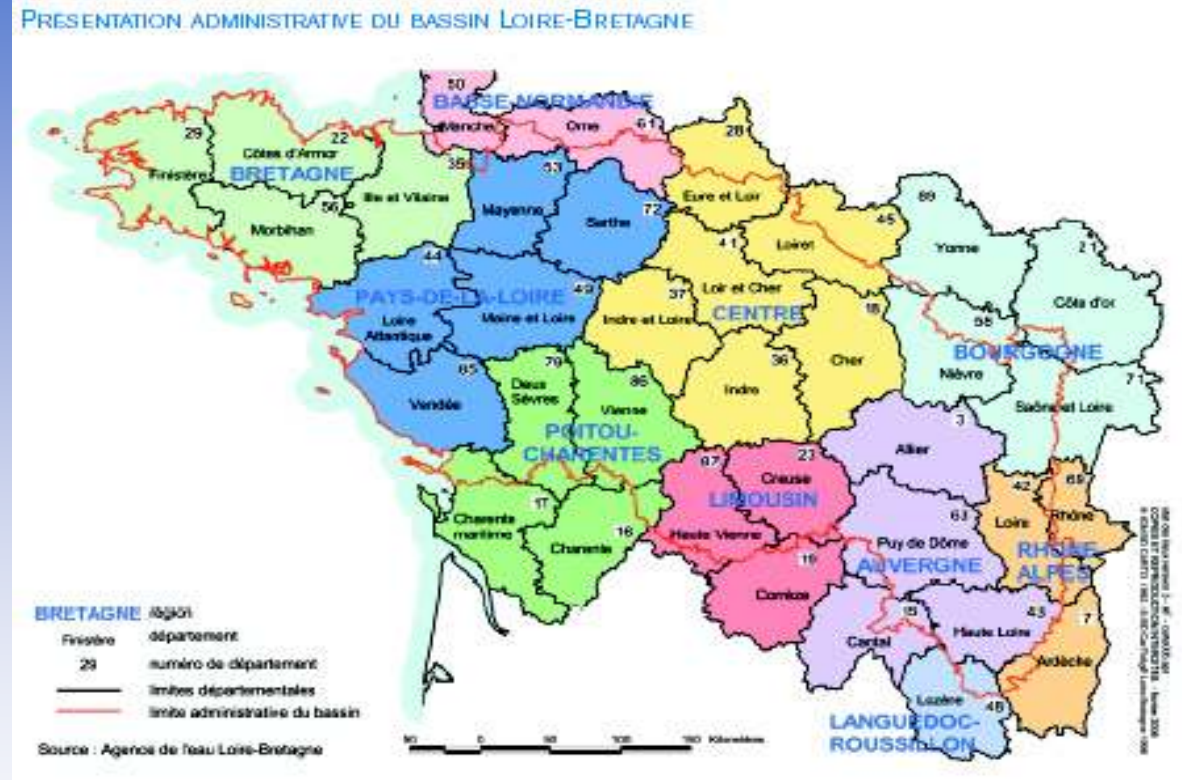 PRÉSENTATION ADMINISTRATIVE DU BASSIN LOIRE-BRETAGNE
50
BASSE-NORMANDIE
Manche
Orne
61
28
29
22
Côtes d'Armor
Finistère
BRETAGNE
35
Ille et Vilaine
53
Mayenne
Sarthe
72
Eure et Loir
56
Morbihan
41
Loiret
45
89
Yonne
21
Côte d'or
44
PAYS-DE-LA-LOIRE
49
Loire
Atlantique
Maine et Loire
37
Indre et Loire
Loir et Cher
CENTRE
18
58
BOURGOGNE
Nièvre
71
Saône et Loire
85
Vendée
79
Deux
Sèvres
86
Vienne
36
Indre
Cher
POITOU-
CHARENTES
3
Allier
87
23
Creuse
LIMOUSIN
Haute Vienne
17
Charente
maritime
16
Charente
63
Puy de Dôme
AUVERGNE
42
Loire
69
Rhône
RHONE
ALPES
19
Corrèze
15
Cantal
43
Haute Loire
7
Ardèche
Lozère
48
LANGUEDOC-
ROUSSILLON
BRETAGNE région
Finistère département
29 numéro de département
limites départementales
limite administrative du bassin
Source : Agence de l'eau Loire-Bretagne
50 0 50 100 150 Kilomètres